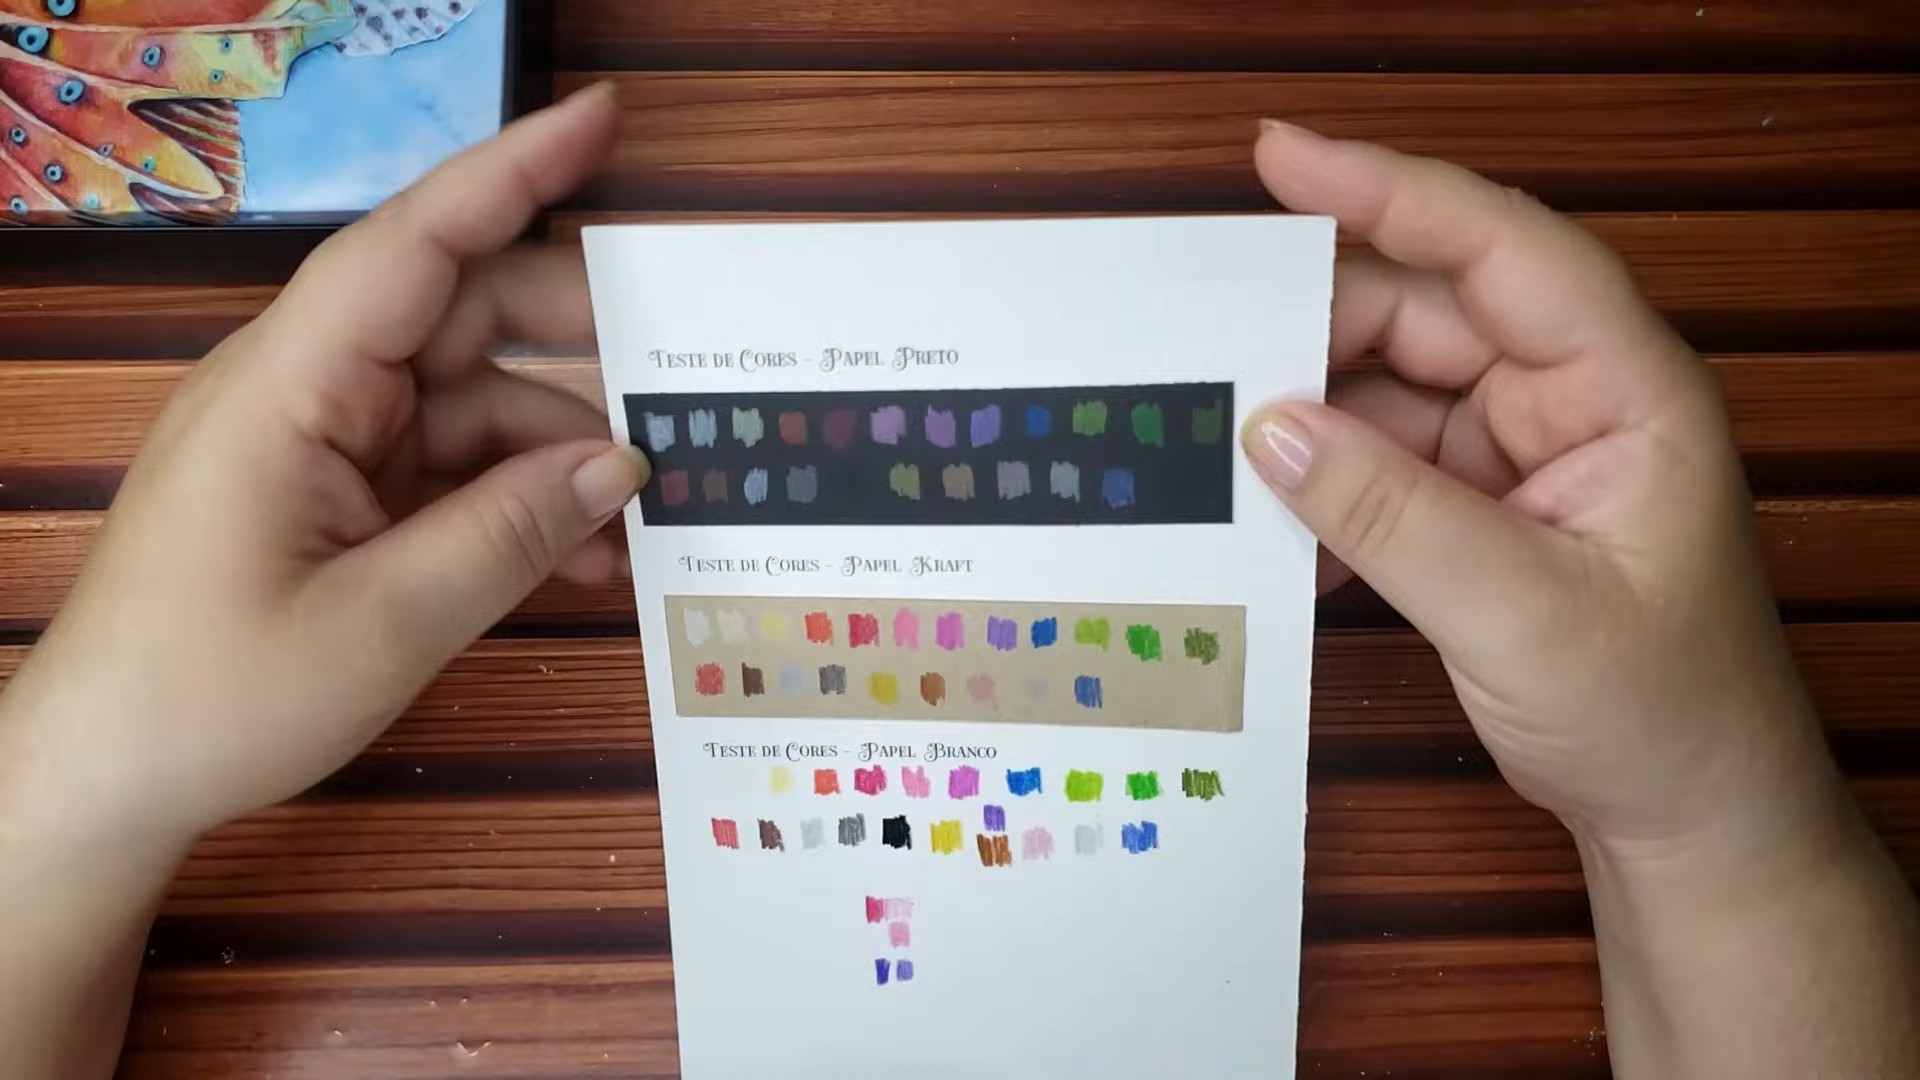 Teste de Cores - Papel Preto
Teste de Cores - Papel Kraft
Teste de Cores - Papel Branco